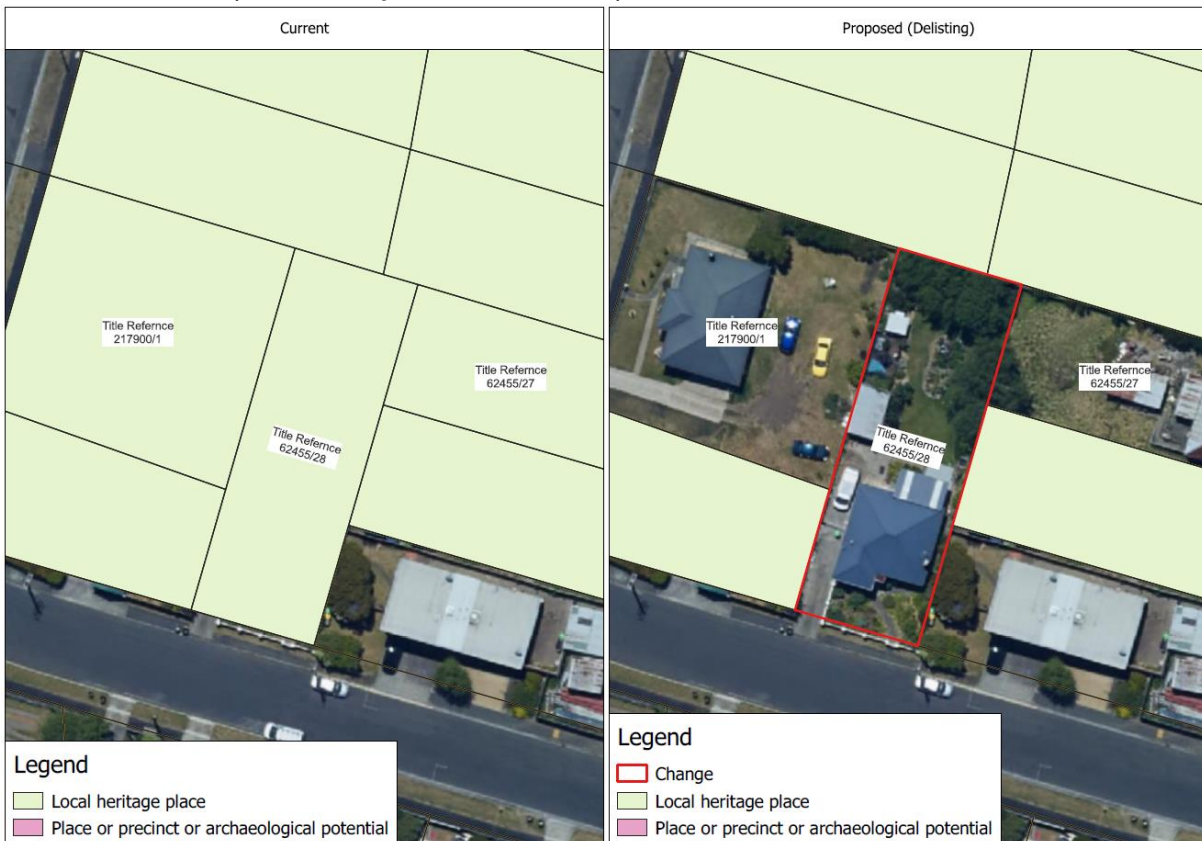 Current
Title Refernce
217900/1
Title Refernce
62455/27
Title Refernce
62455/28
Legend
Local heritage place
Place or precinct or archaeological potential
Proposed (Delisting)
Title Refernce
217900/1
Title Refernce
62455/27
Title Refernce
62455/28
Legend
Change
Local heritage place
Place or precinct or archaeological potential